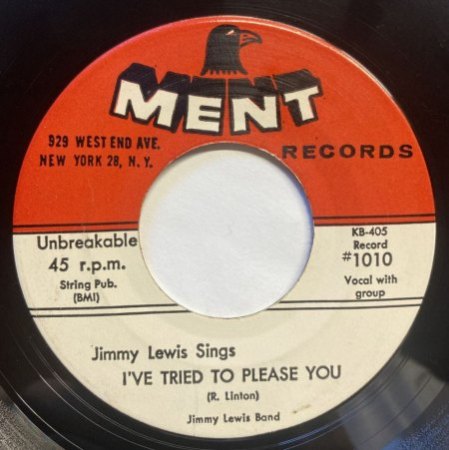 MENT
RECORDS
929 WEST END AVE.
NEW YORK 28, N.Y.
Unbreakable
45 r.p.m.
String Pub.
(BMI)
KB-405
Record
#1010
Vocal with
group
Jimmy Lewis Sings
I'VE TRIED TO PLEASE YOU
(R. Linton)
Jimmy Lewis Band